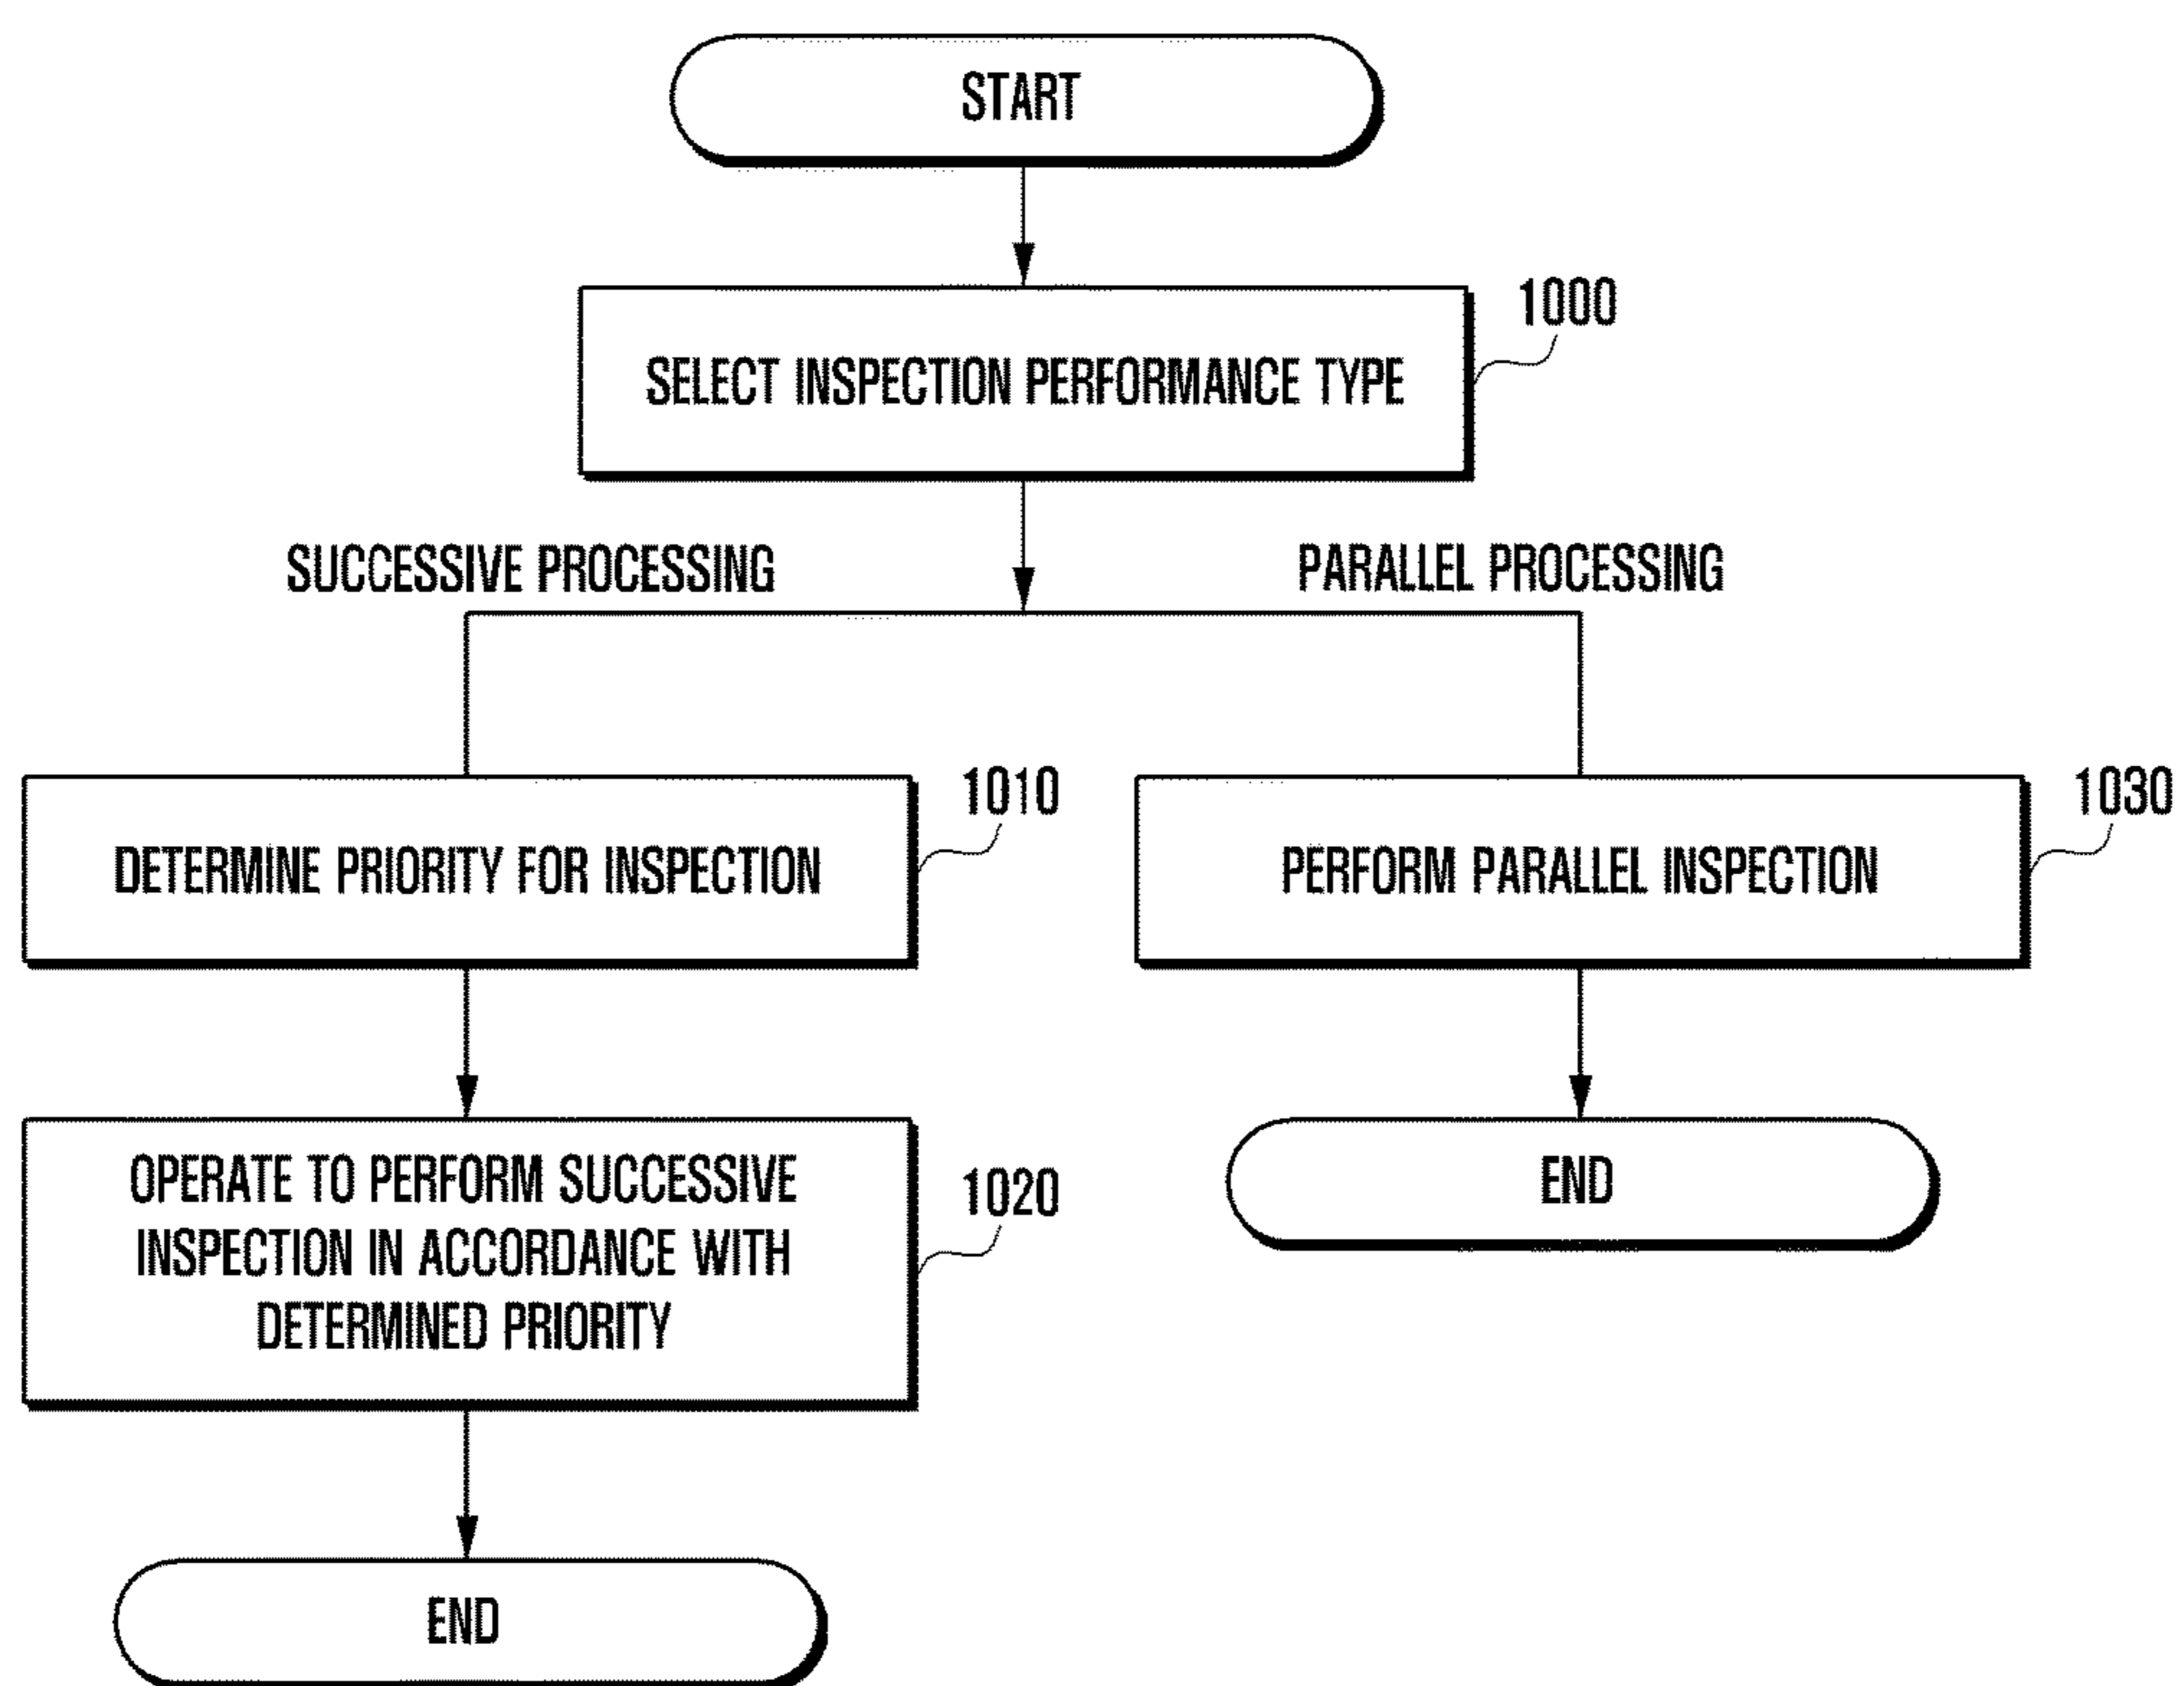 START
1000
SELECT INSPECTION PERFORMANCE TYPE
SUCCESSIVE PROCESSING
PARALLEL PROCESSING
1010
DETERMINE PRIORITY FOR INSPECTION
1030
PERFORM PARALLEL INSPECTION
OPERATE TO PERFORM SUCCESSIVE
INSPECTION IN ACCORDANCE WITH
DETERMINED PRIORITY
1020
END
END